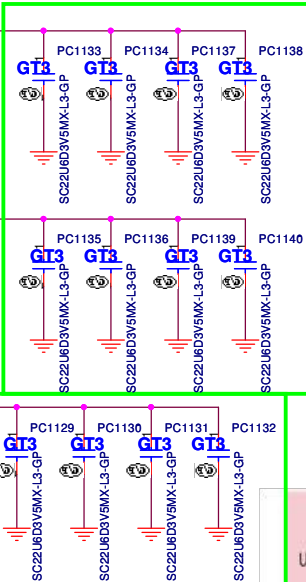 PC1133 PC1134 PC1137 PC1138
GT3 GT3 GT3 GT3
SC22U6D3V5MX-L3-GP SC22U6D3V5MX-L3-GP SC22U6D3V5MX-L3-GP SC22U6D3V5MX-L3-GP
PC1135 PC1136 PC1139 PC1140
GT3 GT3 GT3 GT3
SC22U6D3V5MX-L3-GP SC22U6D3V5MX-L3-GP SC22U6D3V5MX-L3-GP SC22U6D3V5MX-L3-GP
PC1129 PC1130 PC1131 PC1132
GT3 GT3 GT3 GT3
SC22U6D3V5MX-L3-GP SC22U6D3V5MX-L3-GP SC22U6D3V5MX-L3-GP SC22U6D3V5MX-L3-GP